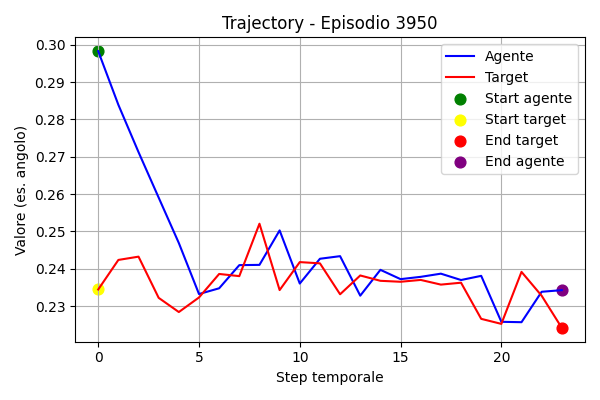 Trajectory - Episodio 3950
Valore (es. angolo)
0.30
0.29
0.28
0.27
0.26
0.25
0.24
0.23
Agente
Target
Start agente
Start target
End target
End agente
0 5 10 15 20
Step temporale